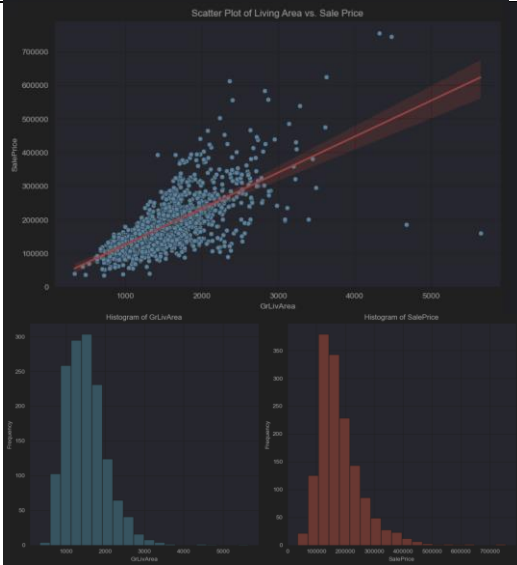 Scatter Plot of Living Area vs. Sale Price
SalePrice
700000
600000
500000
400000
300000
200000
100000
0
1000 2000 3000 4000 5000
GrLivArea
Histogram of GrLivArea
Frequency
300
250
200
150
100
50
0
1000 2000 3000 4000 5000
GrLivArea
Histogram of SalePrice
Frequency
350
300
250
200
150
100
50
0
0 100000 200000 300000 400000 500000 600000 700000
SalePrice